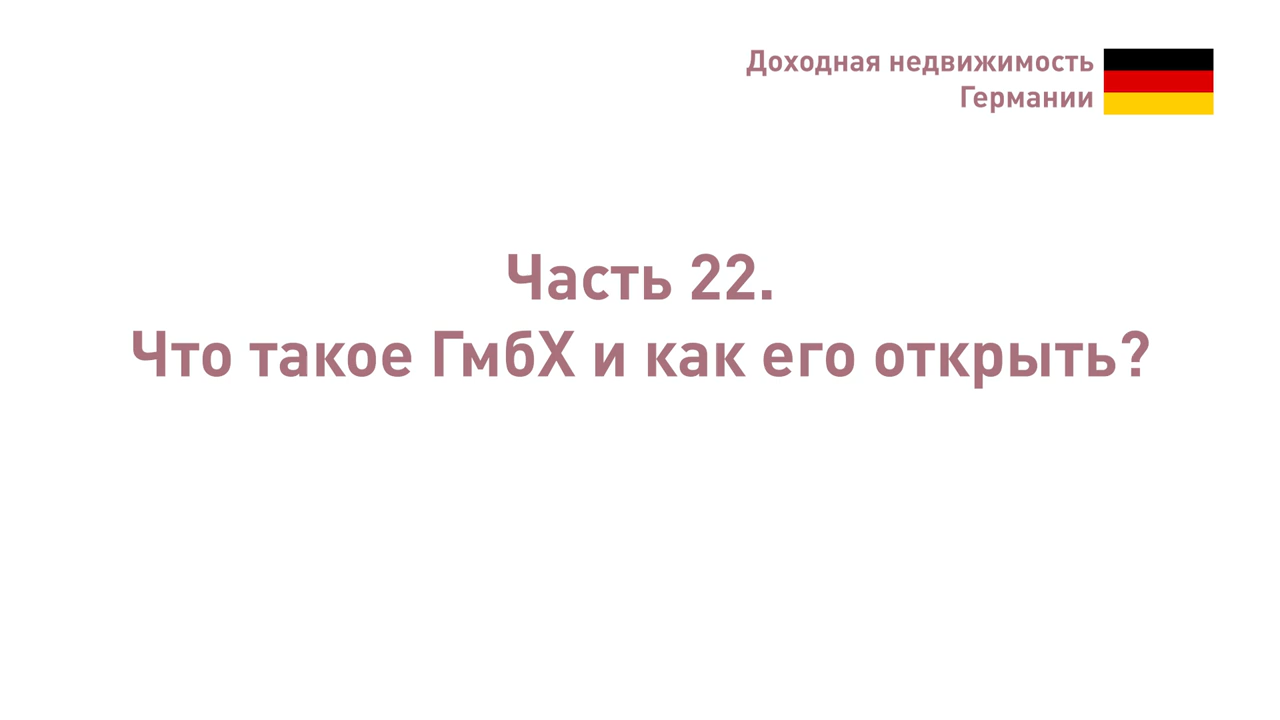 Доходная недвижимость
Германии
Часть 22.
Что такое ГмбХ и как его открыть?